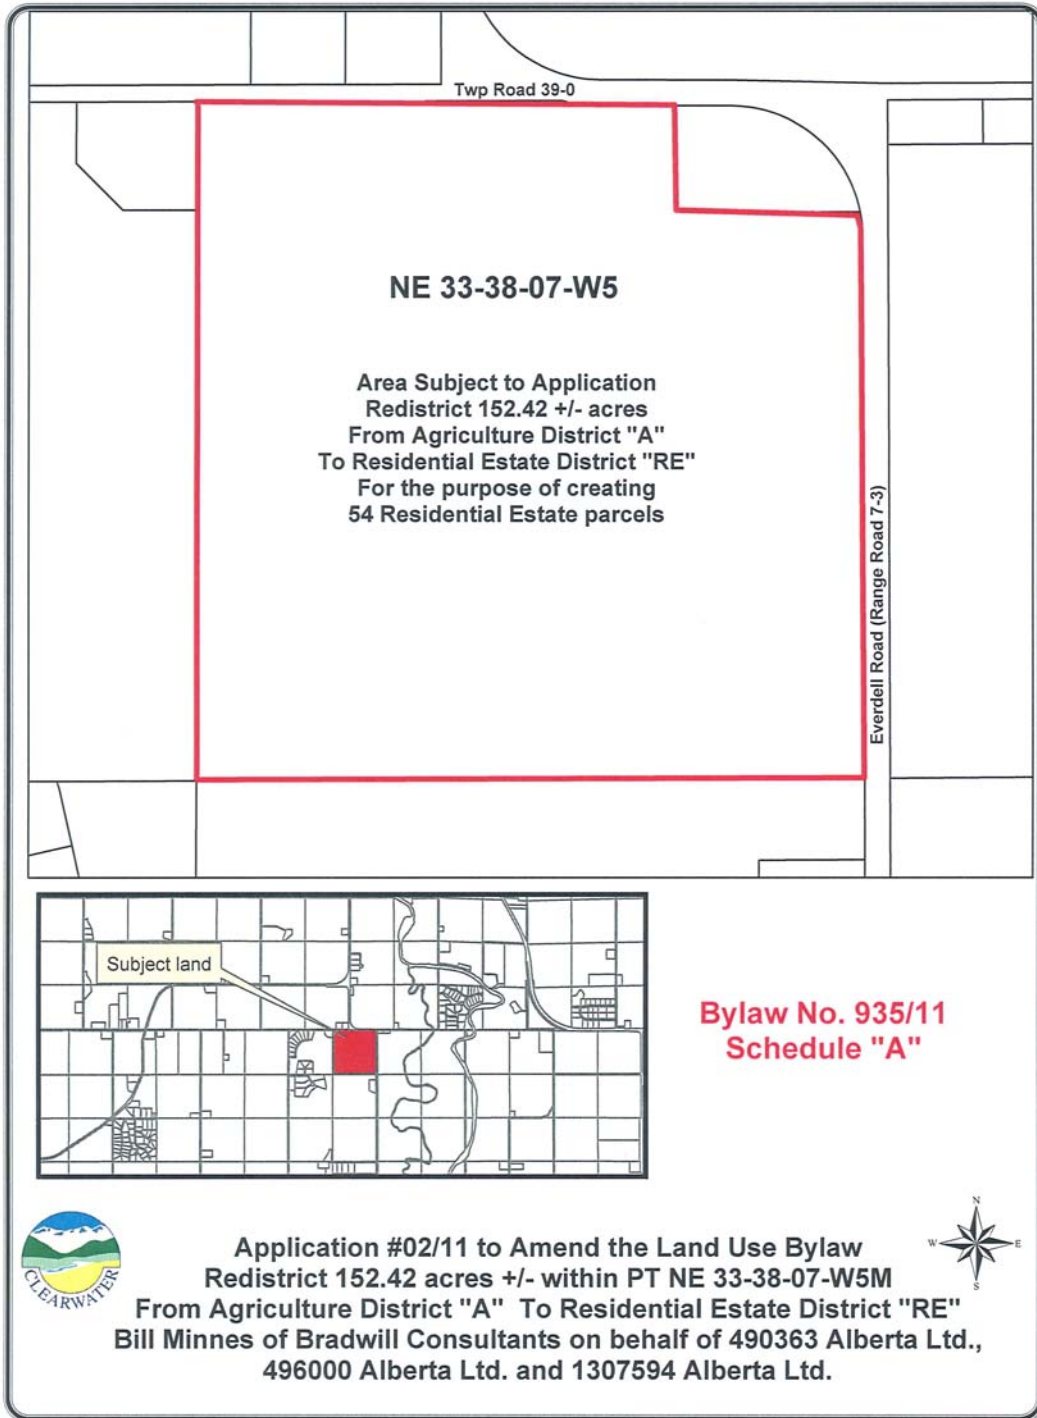 Twp Road 39-0
NE 33-38-07-W5
Area Subject to Application
Redistrict 152.42 +/- acres
From Agriculture District "A"
To Residential Estate District "RE"
For the purpose of creating
54 Residential Estate parcels
Everdell Road (Range Road 7-3)
Subject land
Bylaw No. 935/11
Schedule "A"
CLEARWATER
N
W
E
S
Application #02/11 to Amend the Land Use Bylaw
Redistrict 152.42 acres +/- within PT NE 33-38-07-W5M
From Agriculture District "A" To Residential Estate District "RE"
Bill Minnes of Bradwill Consultants on behalf of 490363 Alberta Ltd.,
496000 Alberta Ltd. and 1307594 Alberta Ltd.